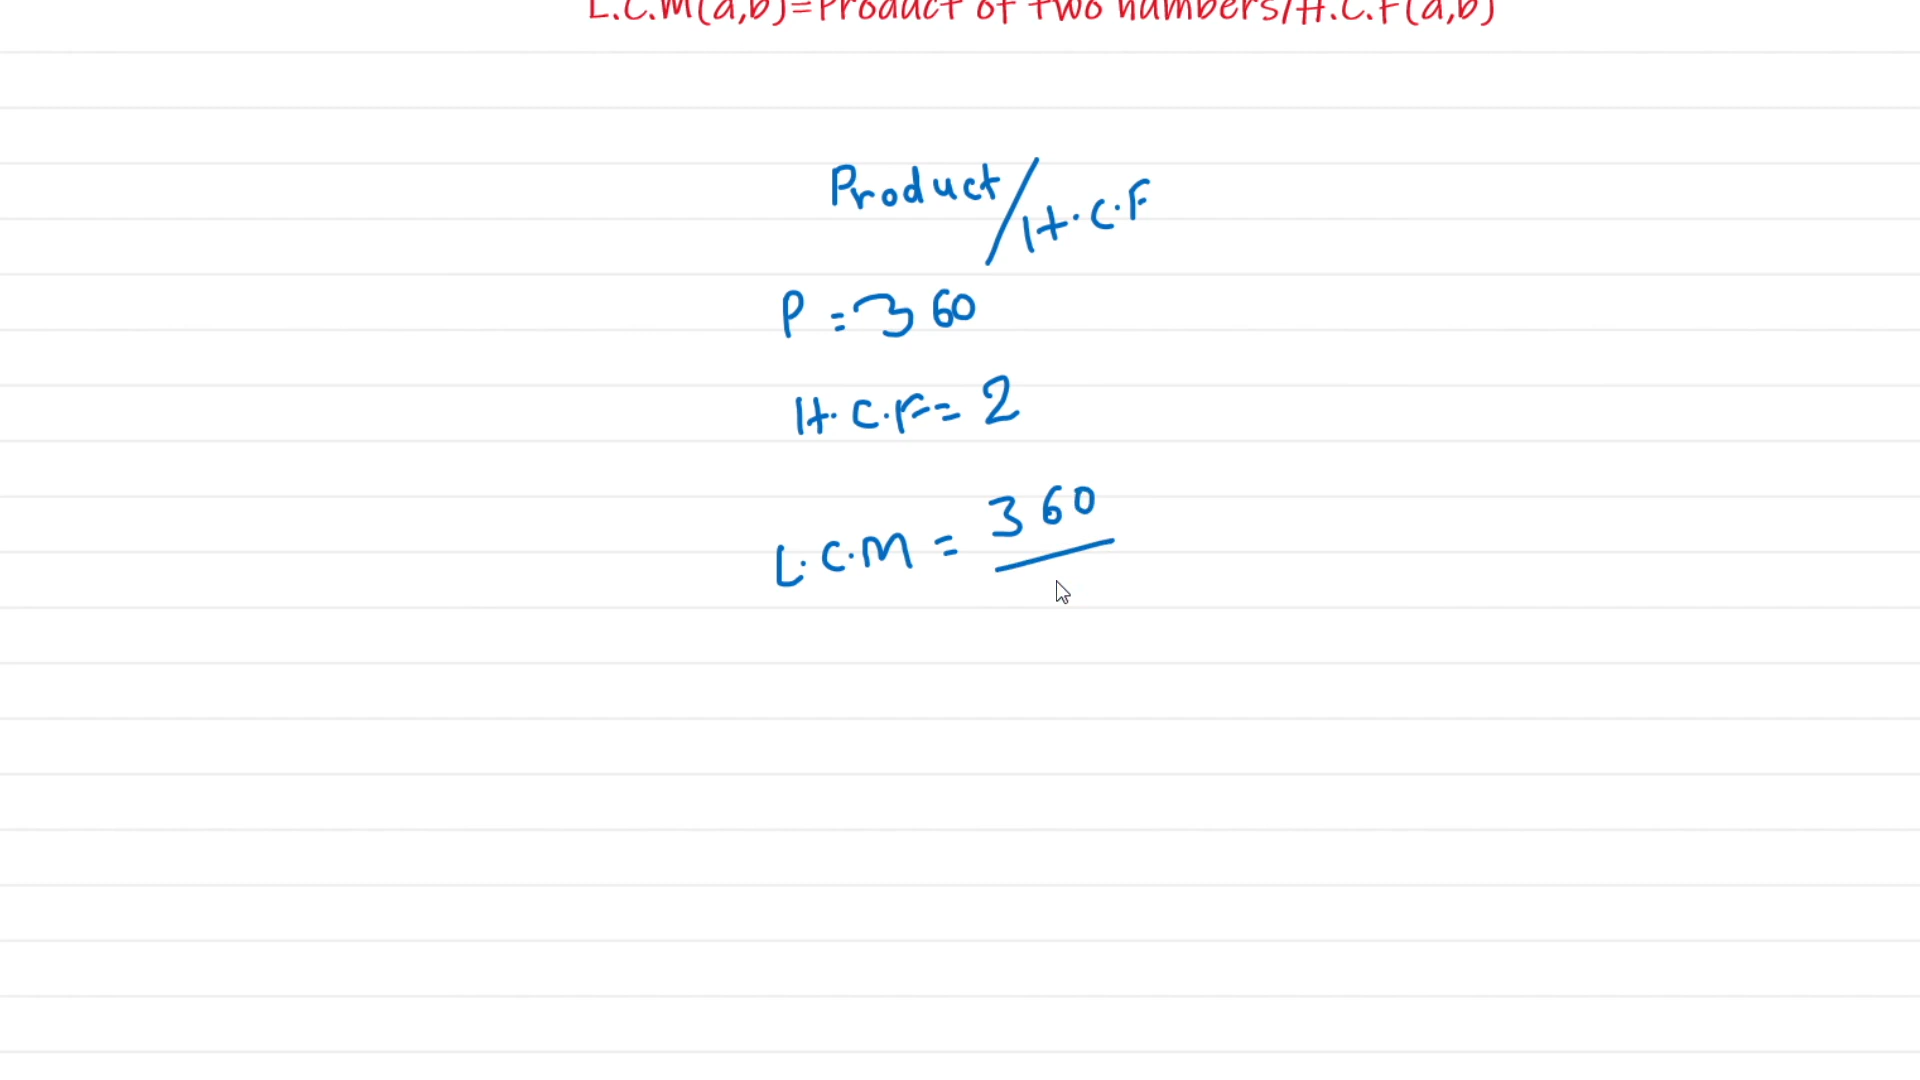 L.C.M(a,b)=Product of two numbers/H.C.F(a,b)
Product/H.C.F
P = 360
H.C.F = 2
L.C.M = 360